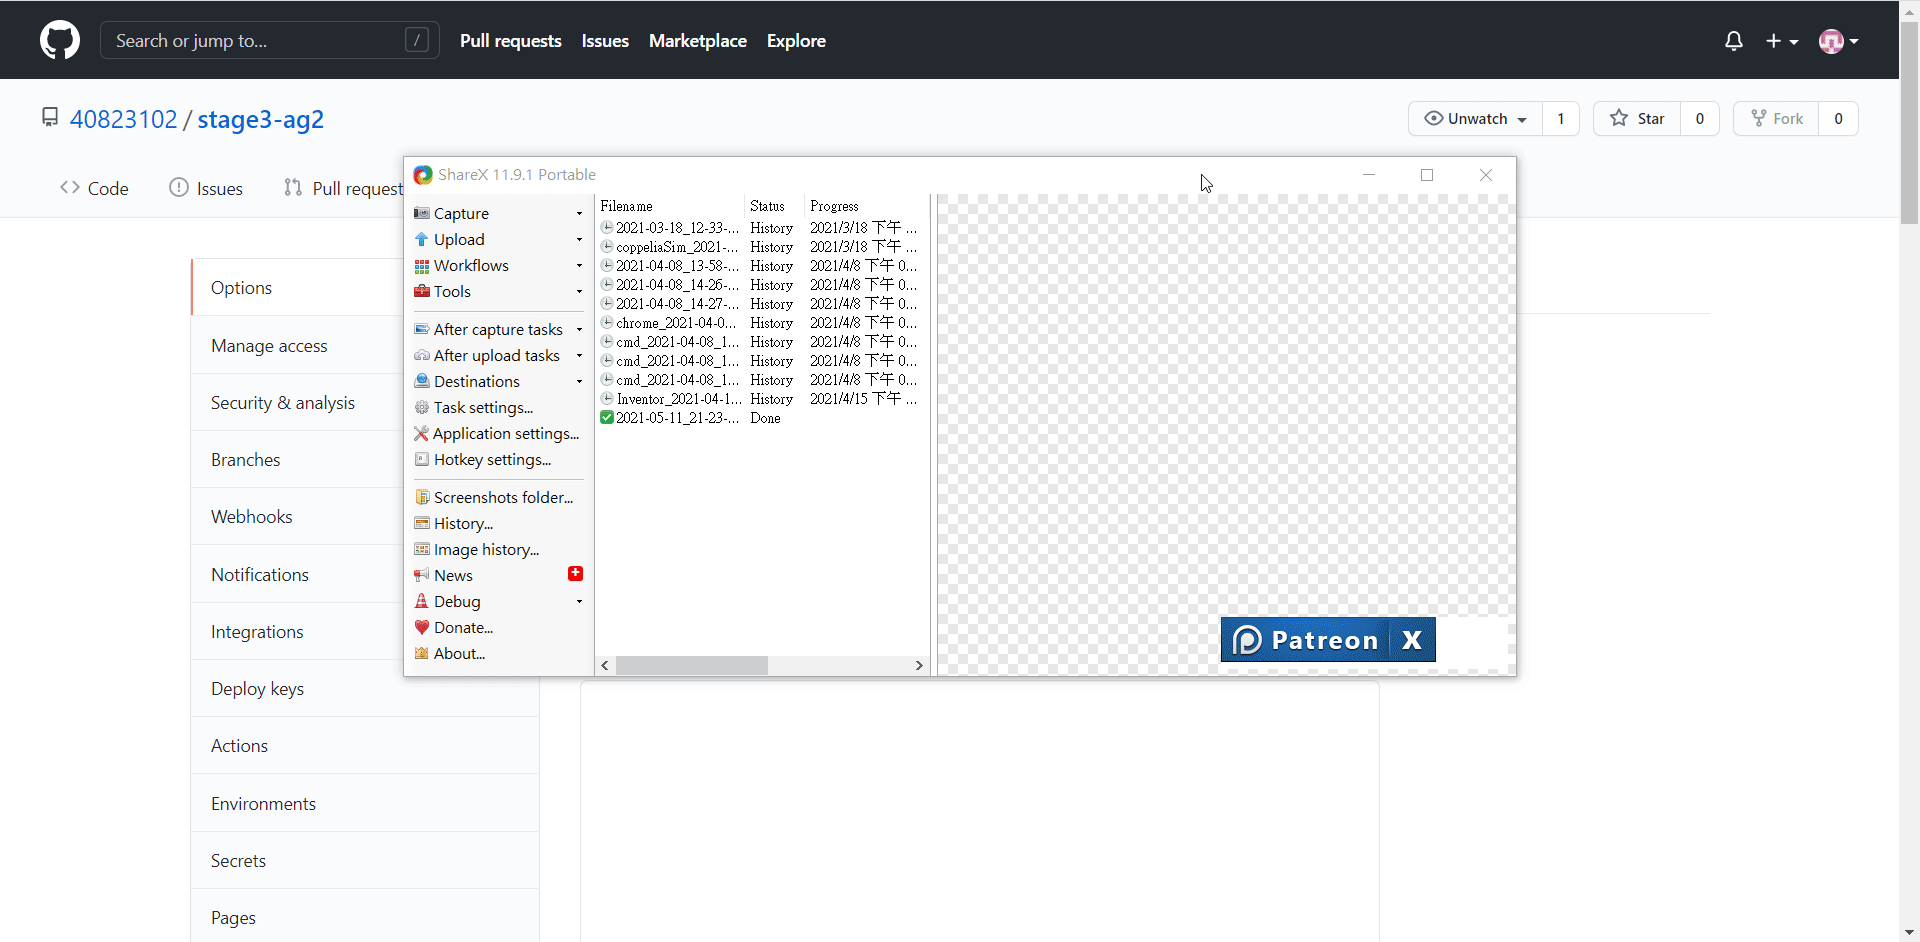 Search or jump to... /
Pull requests Issues Marketplace Explore
40823102 / stage3-ag2
Unwatch 1 Star 0 Fork 0
Code Issues Pull request
ShareX 11.9.1 Portable
Capture
Upload
Workflows
Tools
After capture tasks
After upload tasks
Destinations
Task settings...
Application settings...
Hotkey settings...
Screenshots folder...
History...
Image history...
News
Debug
Donate...
About...
Filename Status Progress
2021-03-18_12-33-... History 2021/3/18 下午 ...
coppeliaSim_2021-... History 2021/3/18 下午 ...
2021-04-08_13-58-... History 2021/4/8 下午 0...
2021-04-08_14-26-... History 2021/4/8 下午 0...
2021-04-08_14-27-... History 2021/4/8 下午 0...
chrome_2021-04-0... History 2021/4/8 下午 0...
cmd_2021-04-08_1... History 2021/4/8 下午 0...
cmd_2021-04-08_1... History 2021/4/8 下午 0...
cmd_2021-04-08_1... History 2021/4/8 下午 0...
Inventor_2021-04-1... History 2021/4/15 下午 ...
2021-05-11_21-23-... Done
Patreon X
Options
Manage access
Security & analysis
Branches
Webhooks
Notifications
Integrations
Deploy keys
Actions
Environments
Secrets
Pages